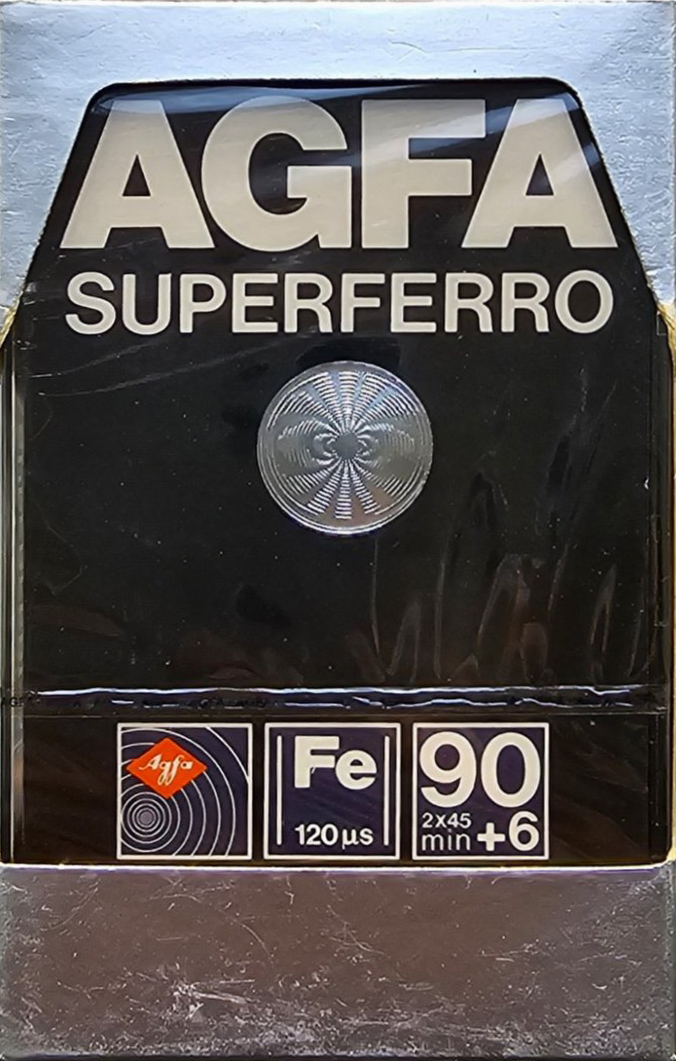 AGFA
SUPERFERRO
Agfa
Fe
120 µs
90
2x45
min +6